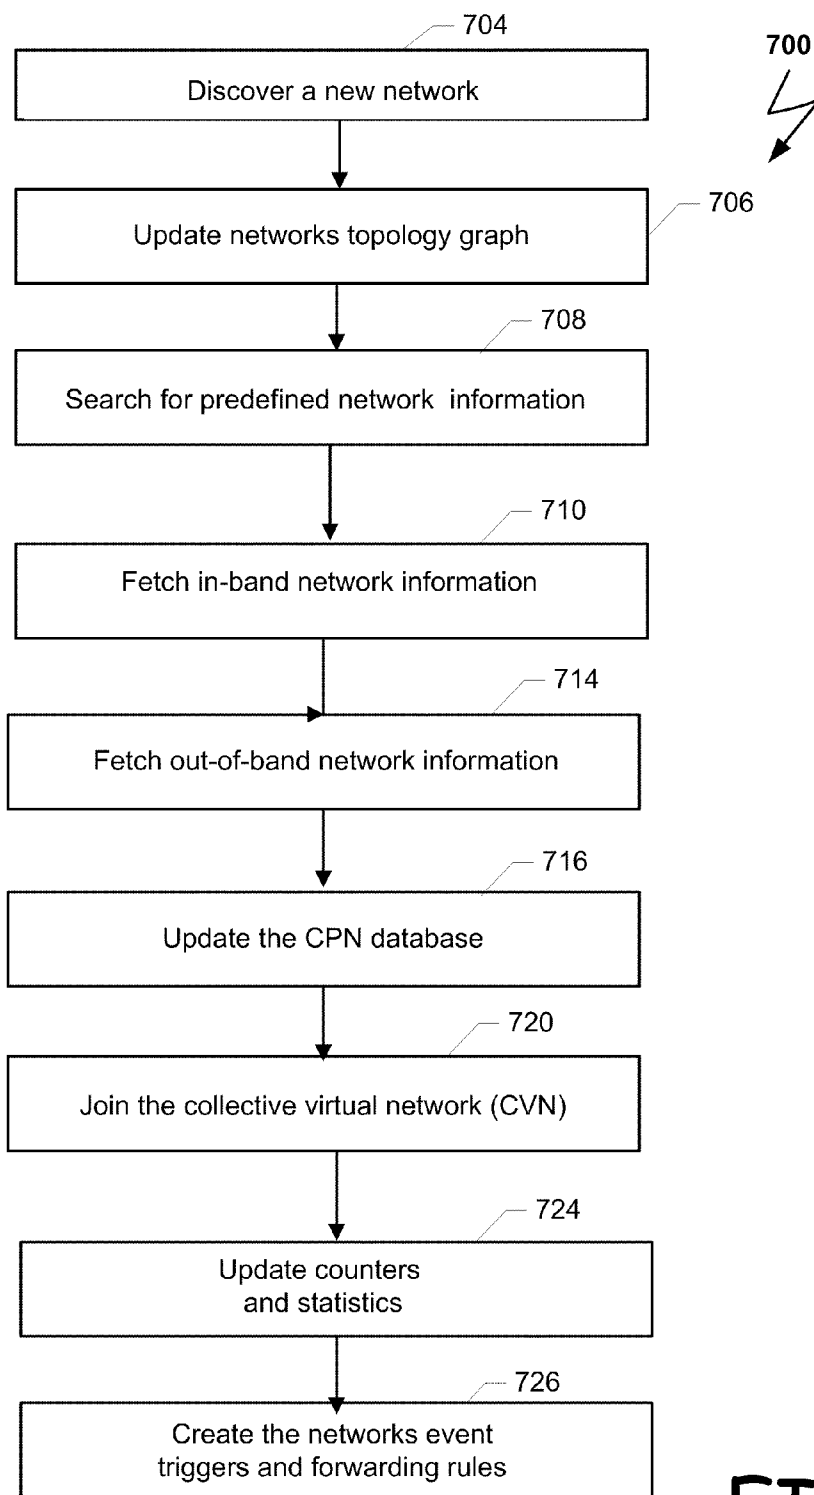 704
700
Discover a new network
706
Update networks topology graph
708
Search for predefined network information
710
Fetch in-band network information
714
Fetch out-of-band network information
716
Update the CPN database
720
Join the collective virtual network (CVN)
724
Update counters
and statistics
726
Create the networks event
triggers and forwarding rules